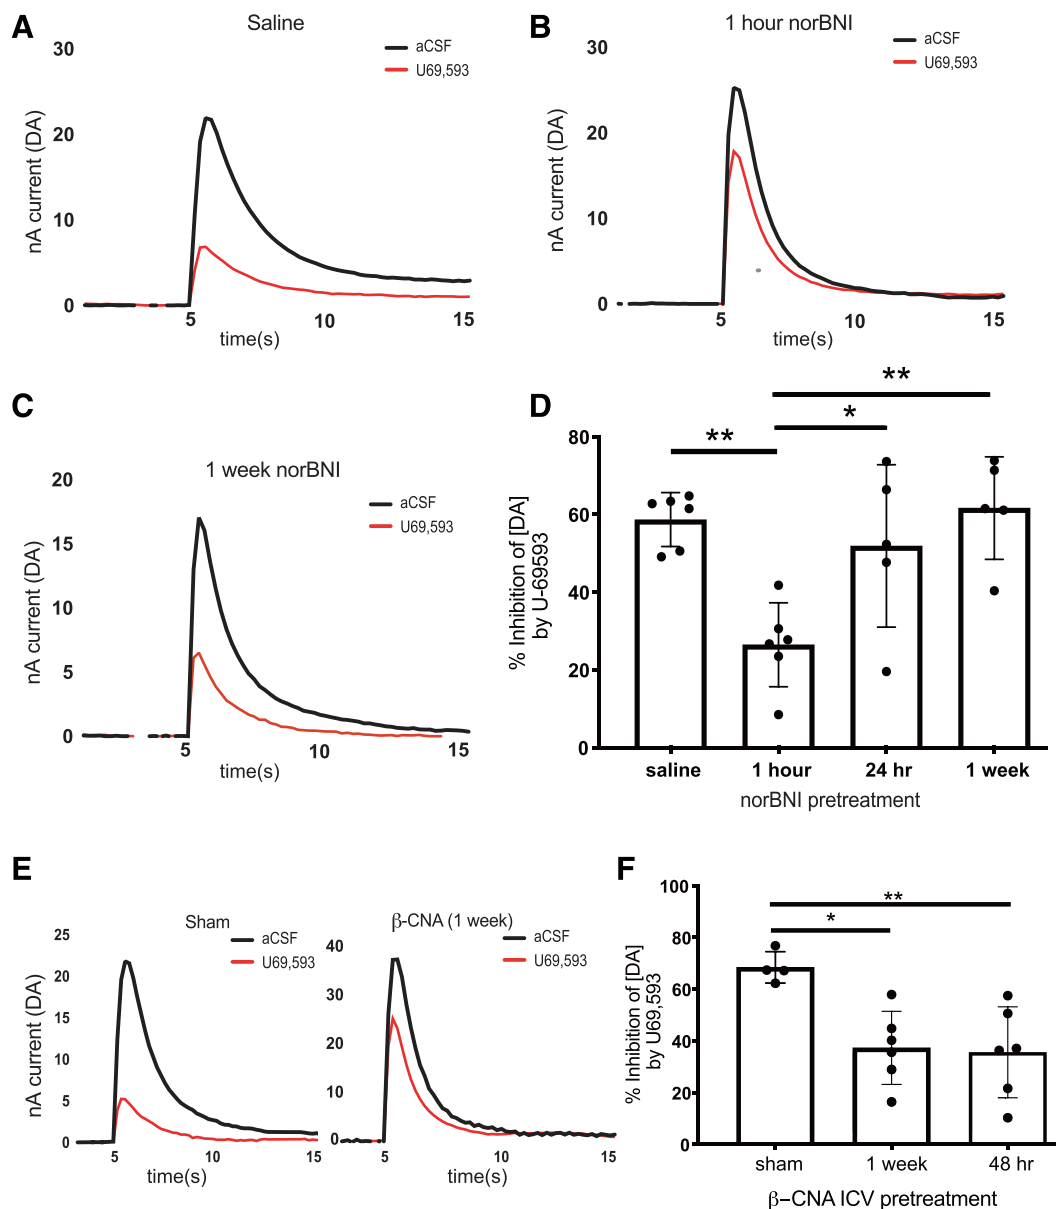 A
Saline
aCSF
U69,593
30
20
10
0
nA current (DA)
5
10
15
time(s)
B
1 hour norBNI
aCSF
U69,593
30
20
10
0
nA current (DA)
5
10
15
time(s)
C
1 week norBNI
aCSF
U69,593
20
15
10
5
0
nA current (DA)
5
10
15
time(s)
D
**
*
**
80
60
40
20
0
% Inhibition of [DA]
by U-69593
saline
1 hour
24 hr
1 week
norBNI pretreatment
E
Sham
aCSF
U69,593
25
20
15
10
5
0
nA current (DA)
5
10
15
time(s)
β-CNA (1 week)
aCSF
U69,593
40
30
20
10
0
5
10
15
time(s)
F
**
*
100
80
60
40
20
0
% Inhibition of [DA]
by U69,593
sham
1 week
48 hr
β–CNA ICV pretreatment